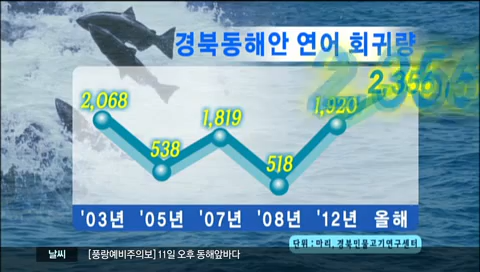 경북동해안 연어 회귀량
2,068
538
1,819
518
1,920
'03년 '05년 '07년 '08년 '12년 올해
단위 : 마리, 경북민물고기연구센터
날씨 [풍랑예비주의보] 11일 오후 동해앞바다